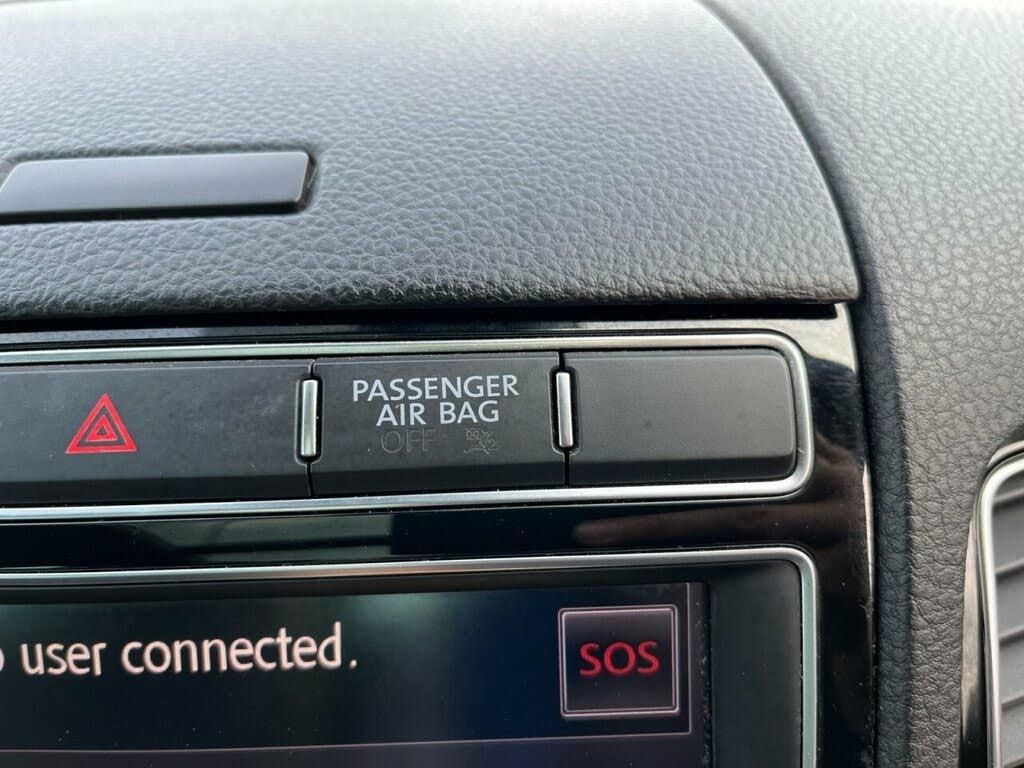 PASSENGER
AIR BAG
OFF
user connected.
SOS